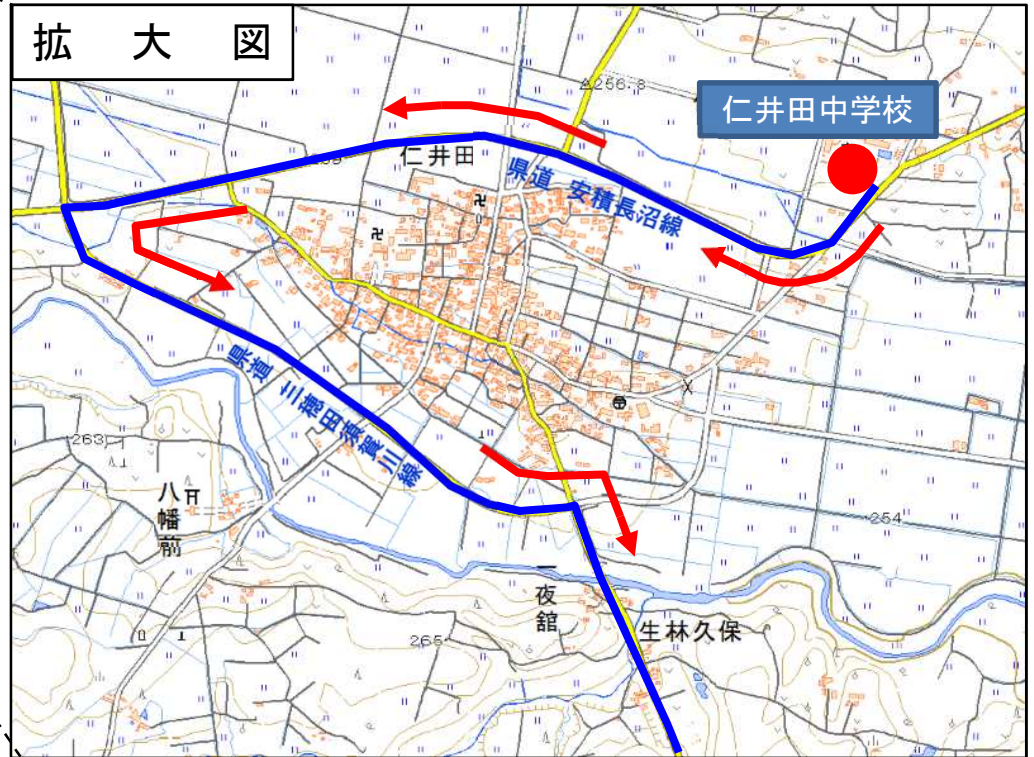 拡大図
256.8
仁井田中学校
仁井田
県道 安積長沼線
県道 三穂田須賀川線
263
八幡前
254
一夜舘
265
生林久保